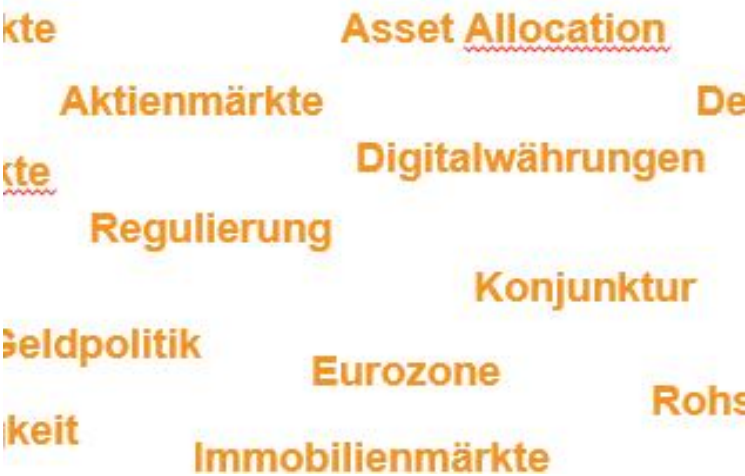 kte Asset Allocation
Aktienmärkte De
Digitalwährungen
kte
Regulierung
Konjunktur
Geldpolitik
Eurozone
Rohs
keit
Immobilienmärkte